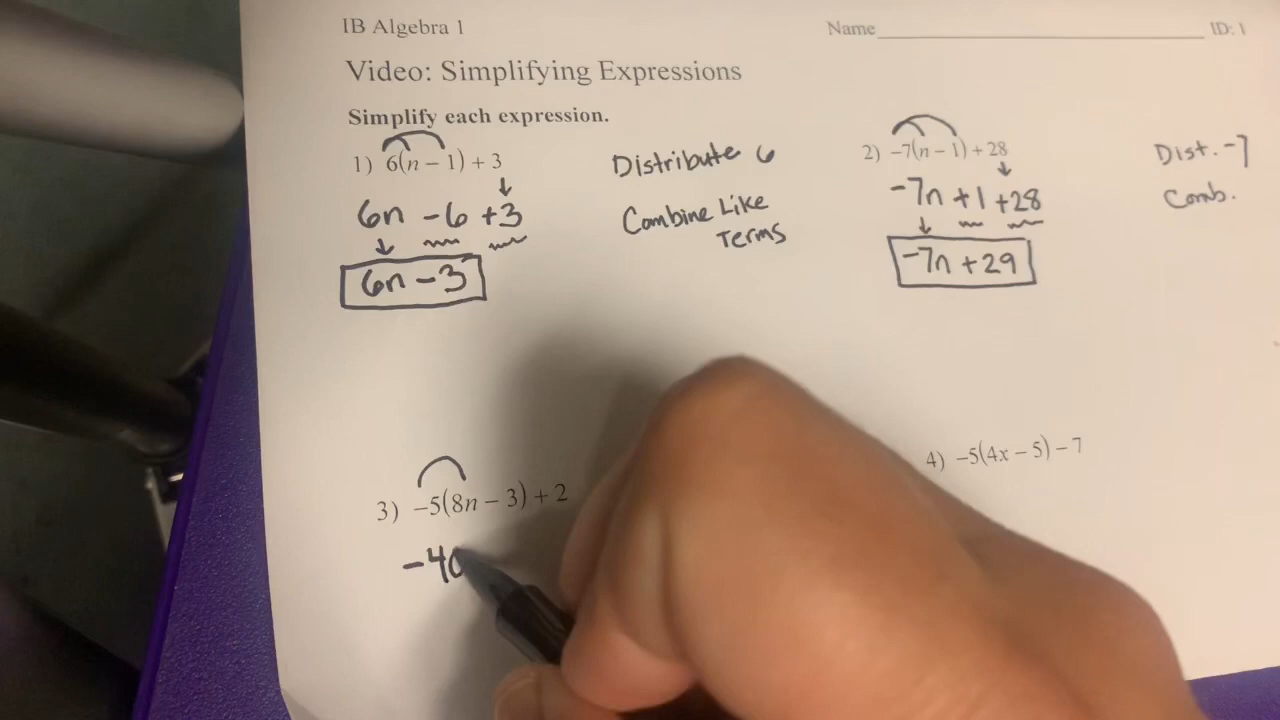 IB Algebra 1
Name ID: 1
Video: Simplifying Expressions
Simplify each expression.
1) 6(n − 1) + 3
6n −6 +3
6n − 3
Distribute 6
Combine Like
Terms
2) −7(n − 1) + 28
−7n +1 +28
−7n +29
Dist. −7
Comb.
3) −5(8n − 3) + 2
−40
4) −5(4x − 5) − 7